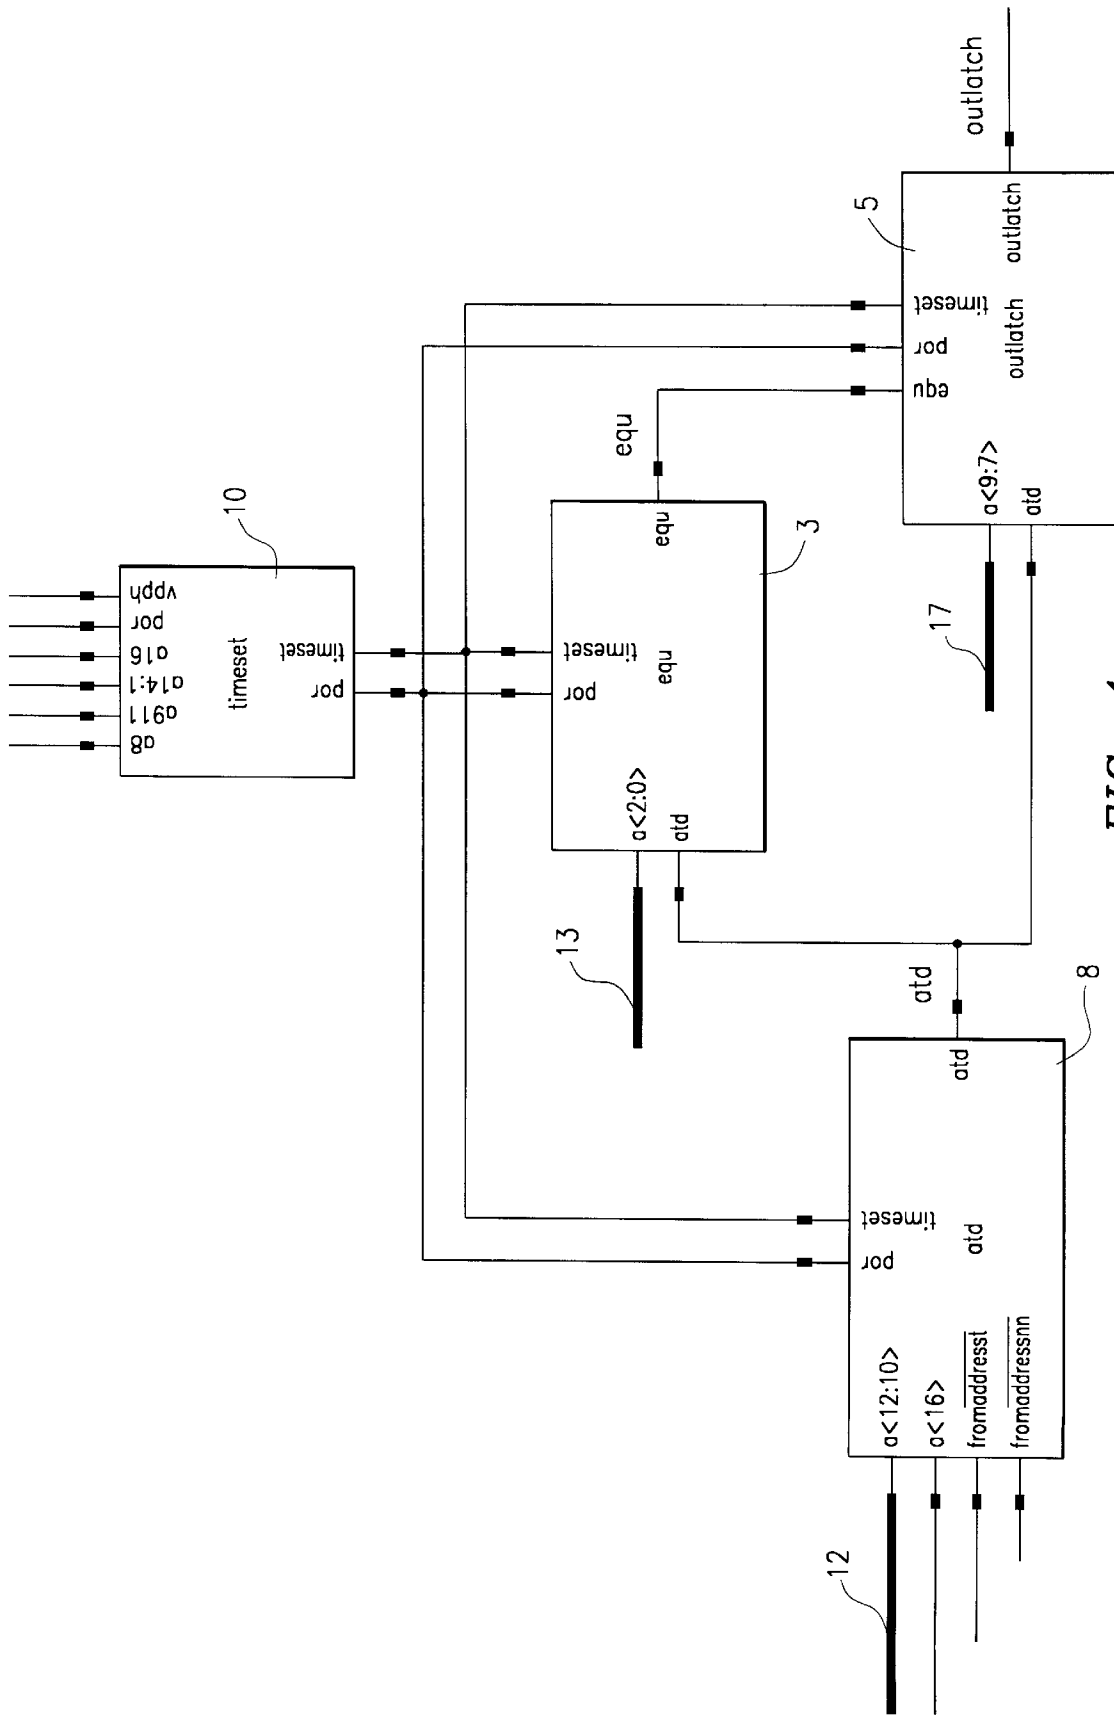 vpph
por
a16
a14:1
a911
a8
timeset
timeset
por
10
timeset
por
equ
equ
a<2:0>
atd
3
13
equ
outlatch
5
timeset
por
equ
outlatch
outlatch
a<9:7>
atd
17
atd
8
timeset
por
atd
atd
a<12:10>
a<16>
fromaddresst
fromaddressnn
12